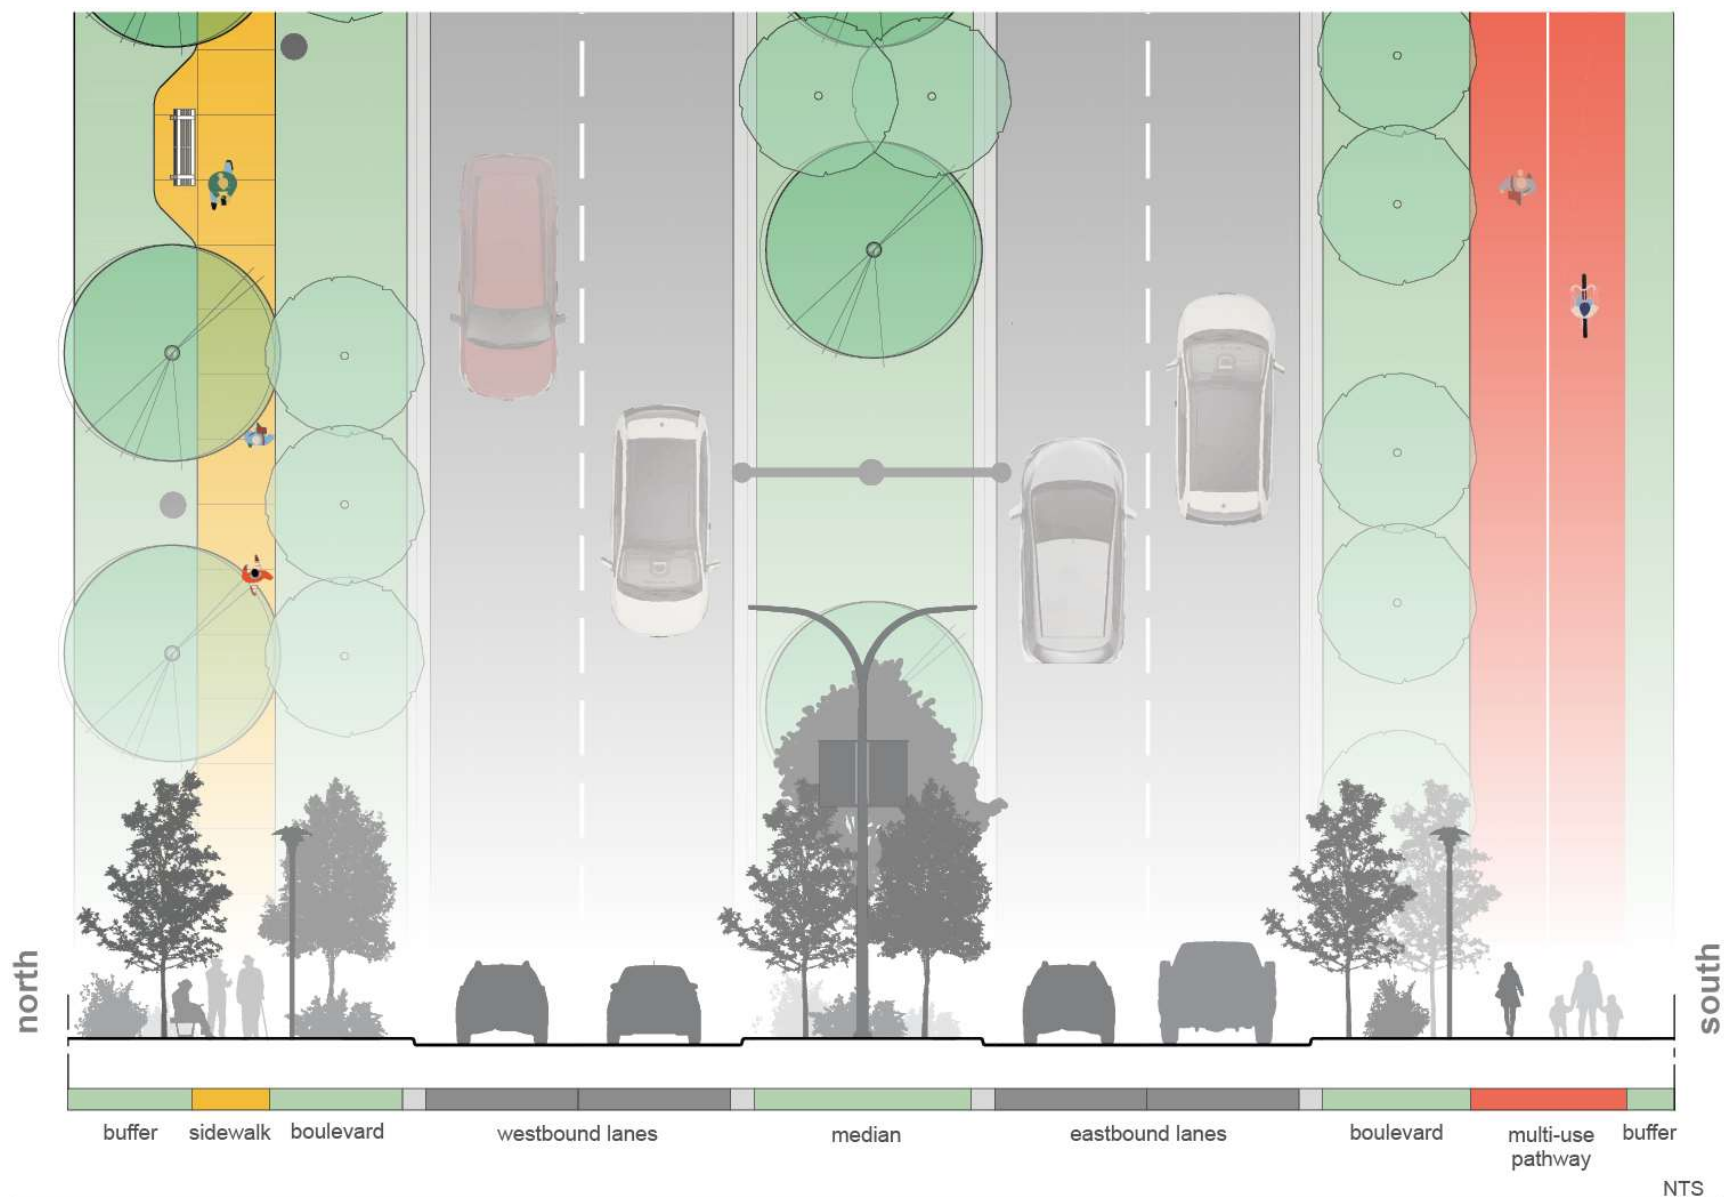 north
south
buffer
sidewalk
boulevard
westbound lanes
median
eastbound lanes
boulevard
multi-use
pathway
buffer
NTS